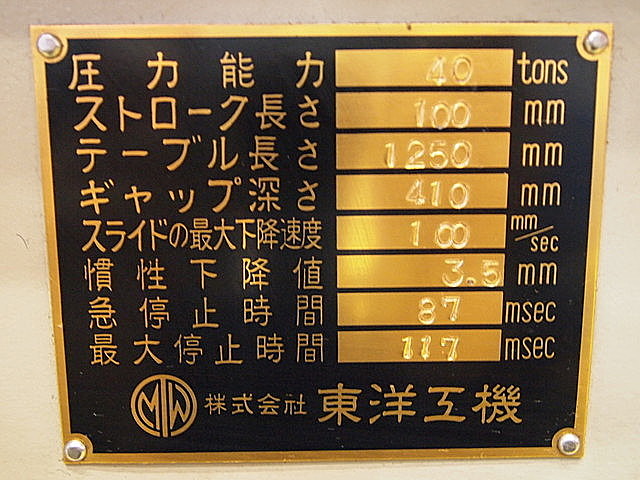 圧力能力 40 tons
ストローク長さ 100 mm
テーブル長さ 1250 mm
ギャップ深さ 410 mm
スライドの最大下降速度 100 mm/sec
慣性下降値 3.5 mm
急停止時間 87 msec
最大停止時間 117 msec
MTW 株式会社 東洋工機